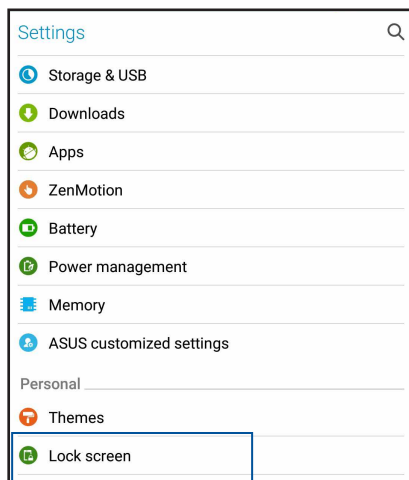 Settings
Storage & USB
Downloads
Apps
ZenMotion
Battery
Power management
Memory
ASUS customized settings
Personal
Themes
Lock screen